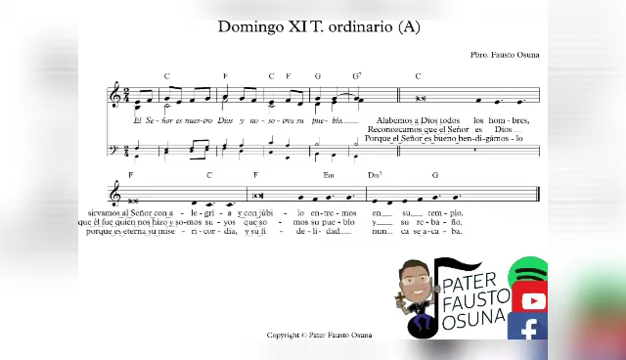 Domingo XI T. ordinario (A)
Pbro. Fausto Osuna
C F C F G G⁷ C
El Se-ñor es nues-tro Dios y no-so-tros su pue-blo. Alabemos a Dios todos los hom-bres,
Reconozcamos que el Señor es Dios
Porque el Señor es bueno ben-di-gámos-lo
F C F Em Dm⁷ G
sirvamos al Señor con a-le-grí-a y con júbi-lo en-tre-mos en su tem-plo.
que él fue quien nos hizo y so-mos su-yos que so-mos su pue-blo y su re-ba-ño.
porque es eterna su mise-ri-cor-dia, y su fi-de-li-dad nun-ca se a-ca-ba.
PATER
FAUSTO
OSUNA
Copyright © Pater Fausto Osuna